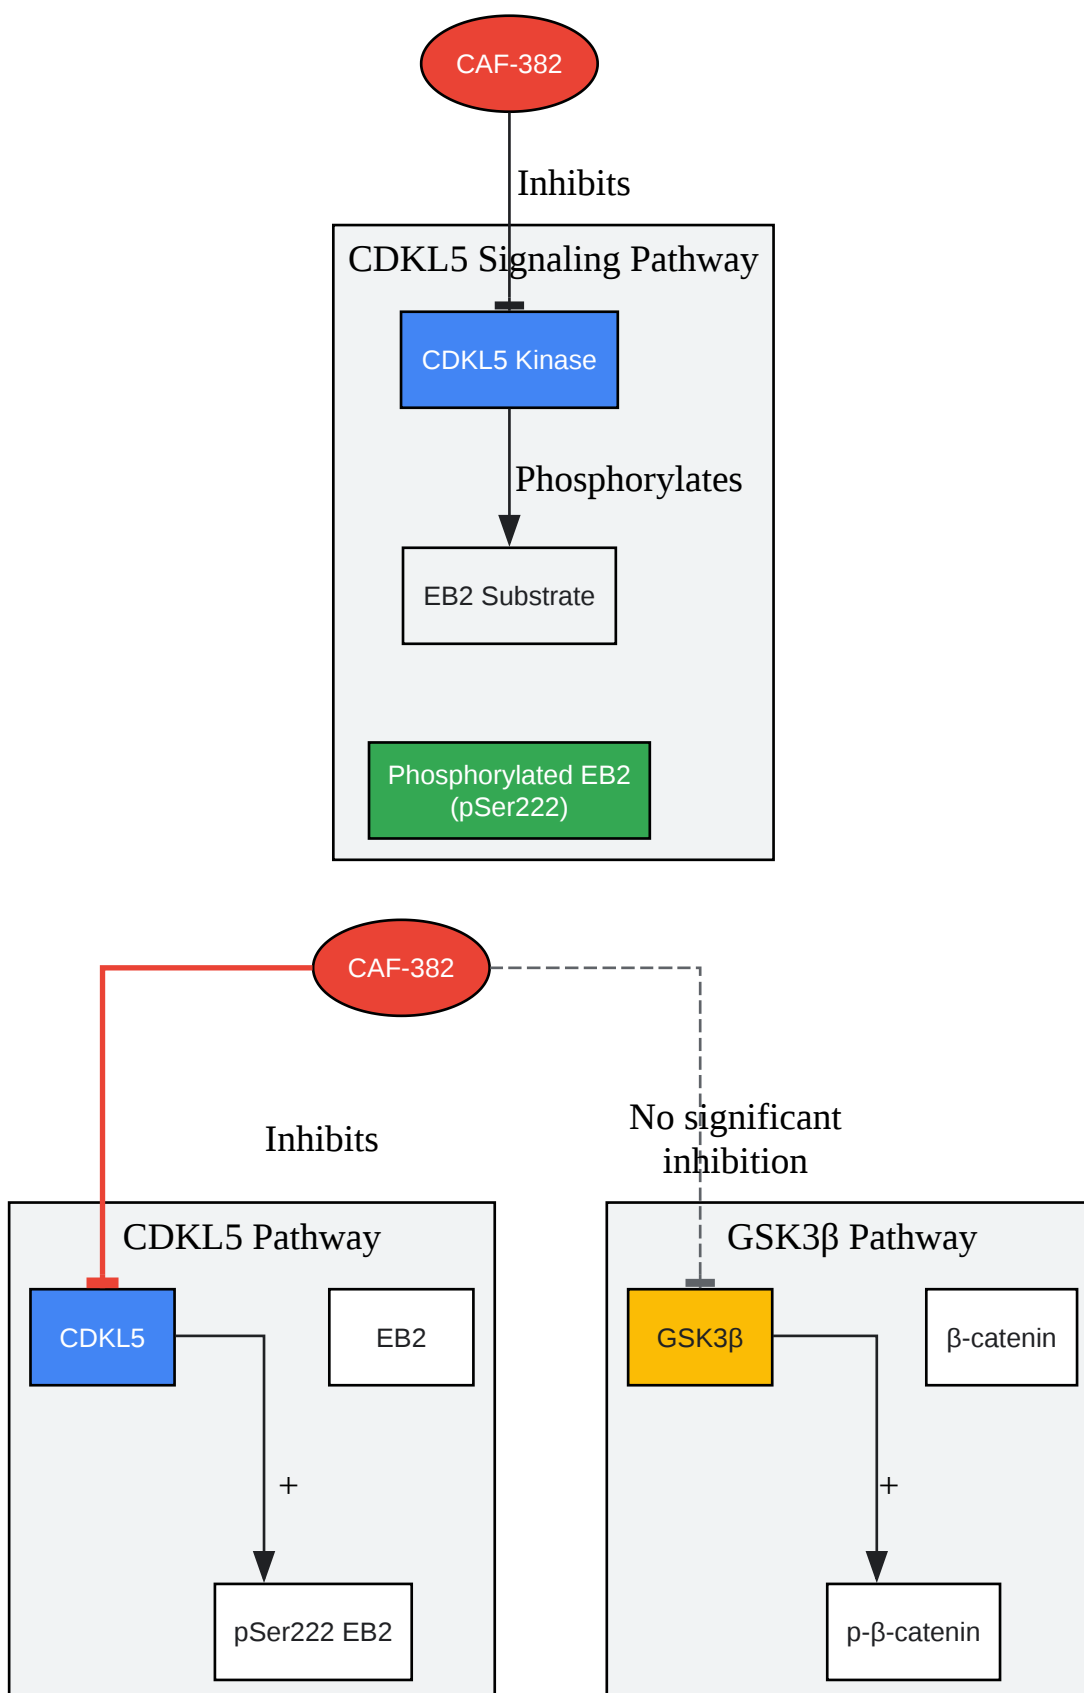 CAF-382
Inhibits
CDKL5 Signaling Pathway
CDKL5 Kinase
Phosphorylates
EB2 Substrate
Phosphorylated EB2
(pSer222)
CAF-382
Inhibits
No significant
inhibition
CDKL5 Pathway
GSK3β Pathway
CDKL5
EB2
GSK3β
β-catenin
+
+
pSer222 EB2
p-β-catenin